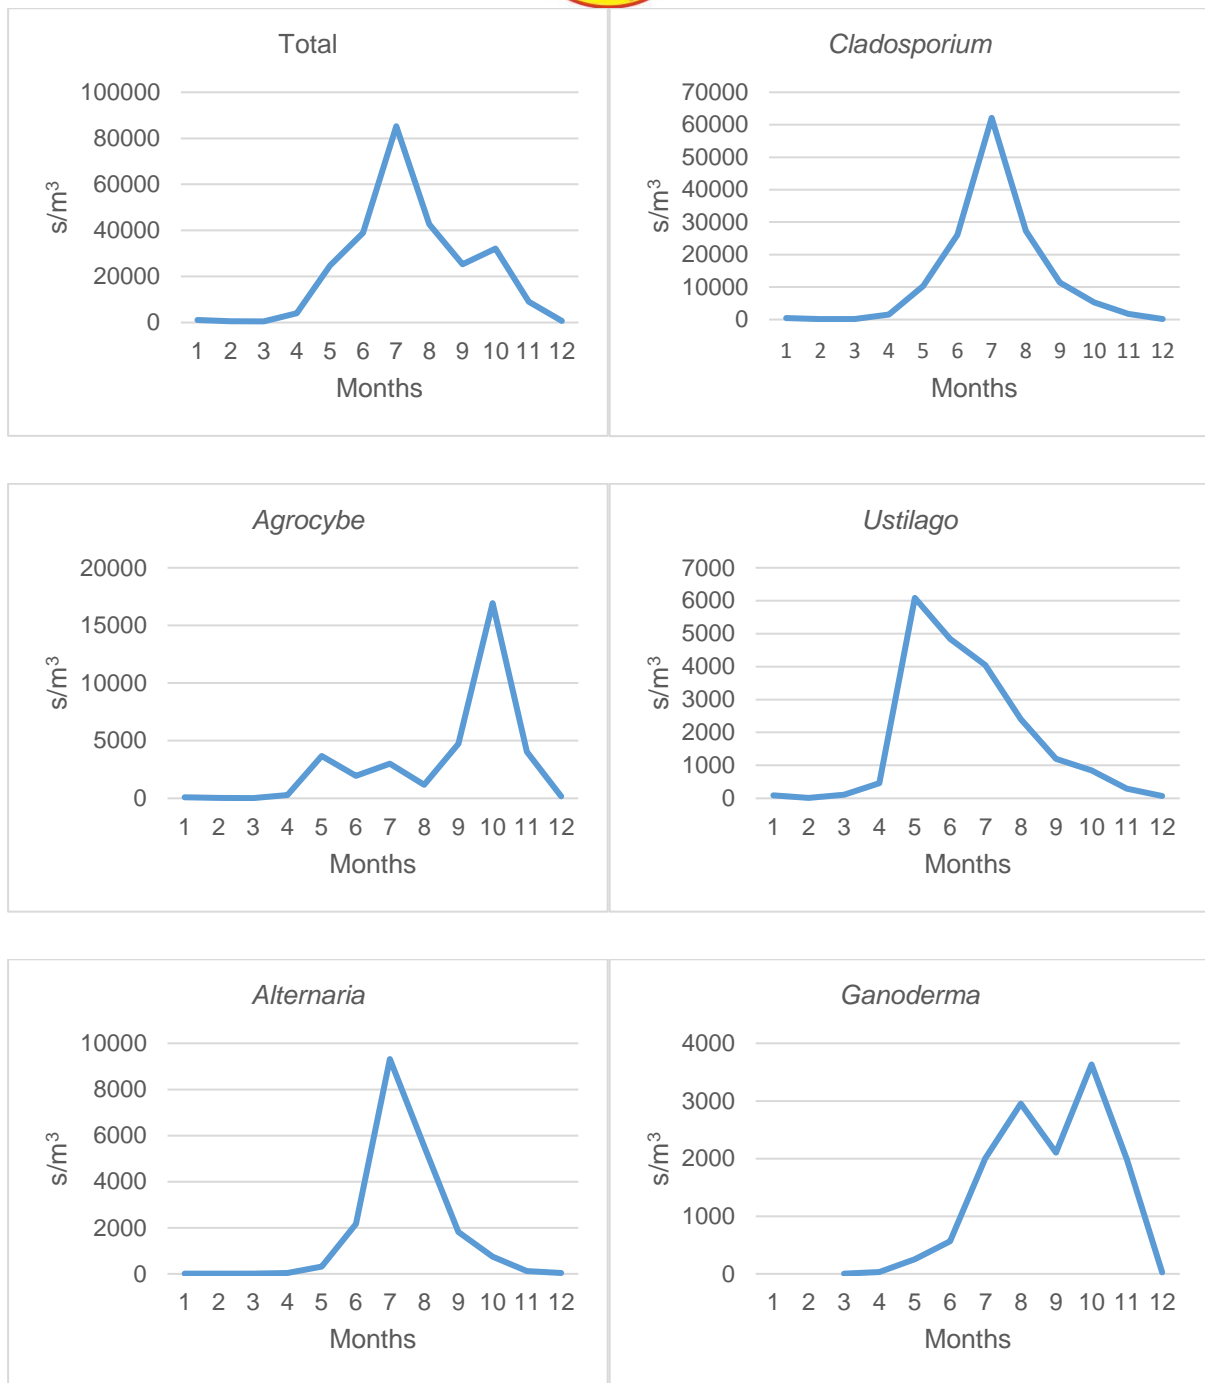 Total
100000
80000
60000
40000
20000
0
s/m³
1 2 3 4 5 6 7 8 9 10 11 12
Months
Cladosporium
70000
60000
50000
40000
30000
20000
10000
0
s/m³
1 2 3 4 5 6 7 8 9 10 11 12
Months
Agrocybe
20000
15000
10000
5000
0
s/m³
1 2 3 4 5 6 7 8 9 10 11 12
Months
Ustilago
7000
6000
5000
4000
3000
2000
1000
0
s/m³
1 2 3 4 5 6 7 8 9 10 11 12
Months
Alternaria
10000
8000
6000
4000
2000
0
s/m³
1 2 3 4 5 6 7 8 9 10 11 12
Months
Ganoderma
4000
3000
2000
1000
0
s/m³
1 2 3 4 5 6 7 8 9 10 11 12
Months